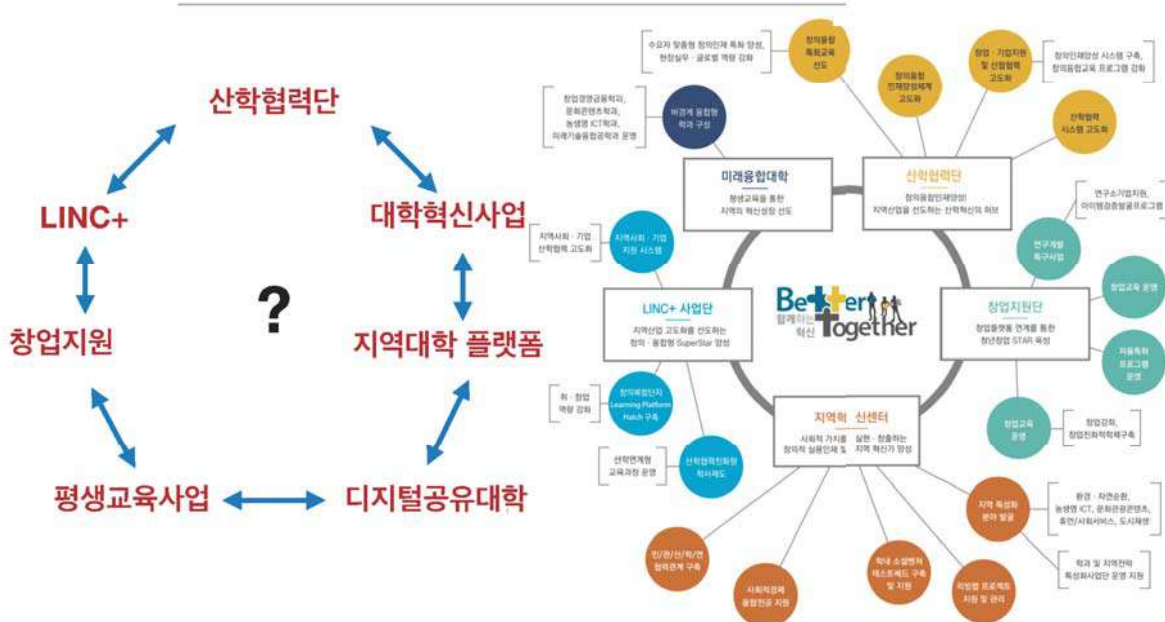 산학협력단
LINC+
대학혁신사업
?
창업지원
지역대학 플랫폼
평생교육사업
디지털공유대학
수요자 맞춤형 창의인재 특화 양성,
현장실무 · 글로벌 역량 강화
창의융합
특화교육
선도
창의융합
인재양성체계
고도화
창업 · 기업지원
및 산협협력
고도화
창의인재양성 시스템 구축,
창의융합교육 프로그램 강화
산학협력
시스템 고도화
창업경영금융학과,
문화콘텐츠학과,
농생명 ICT학과,
미래기술융합공학과 운영
비경계 융합형
학과 구성
미래융합대학
평생교육을 통한
지역의 혁신성장 선도
산학협력단
창의융합인재양성!
지역산업을 선도하는 산학혁신의 허브
연구소기업지원,
아이템검증발굴프로그램
연구개발
특구사업
지역사회 · 기업
산학협력 고도화
지역사회 · 기업
지원 시스템
창업교육 운영
LINC+ 사업단
지역산업 고도화를 선도하는
창의 · 융합형 SuperStar 양성
Better
함께하는
혁신
Together
창업지원단
창업플랫폼 연계를 통한
청년창업 STAR 육성
자율특화
프로그램
운영
취 · 창업
역량 강화
창의복합단지
Learning Platform
Hatch 구축
지역혁 신센터
사회적 가치를 실현 · 창출하는
창의적 실용인재 및 지역 혁신가 양성
창업교육
운영
창업강좌,
창업친화적학제구축
산학연계형
교육과정 운영
산학협력친화형
학사제도
지역 특성화
분야 발굴
환경 · 자연순환,
농생명 ICT, 문화관광콘텐츠,
휴먼/사회서비스, 도시재생
민/관/산/학/연
협력관계 구축
사회적경제
융합전공 지원
학내 소셜벤처
테스트베드 구축
및 지원
리빙랩 프로젝트
지원 및 관리
학과 및 지역전략
특성화사업단 운영 지원